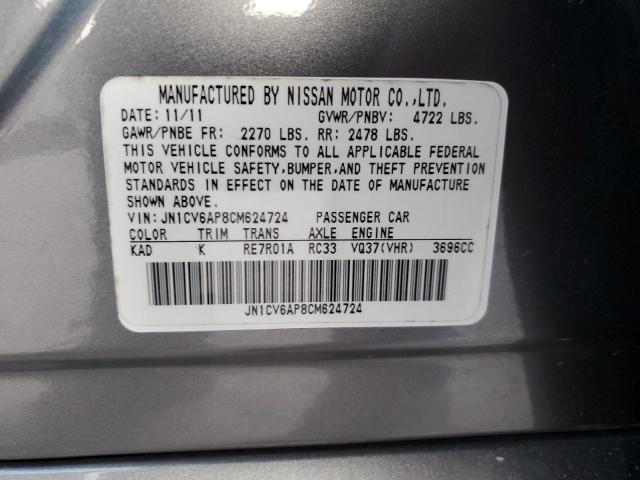 MANUFACTURED BY NISSAN MOTOR CO.,LTD.
DATE: 11/11 GVWR/PNBV: 4722 LBS.
GAWR/PNBE FR: 2270 LBS. RR: 2478 LBS.
THIS VEHICLE CONFORMS TO ALL APPLICABLE FEDERAL
MOTOR VEHICLE SAFETY,BUMPER,AND THEFT PREVENTION
STANDARDS IN EFFECT ON THE DATE OF MANUFACTURE
SHOWN ABOVE.
VIN: JN1CV6AP8CM624724 PASSENGER CAR
COLOR TRIM TRANS AXLE ENGINE
KAD K RE7R01A RC33 VQ37(VHR) 3696CC
JN1CV6AP8CM624724